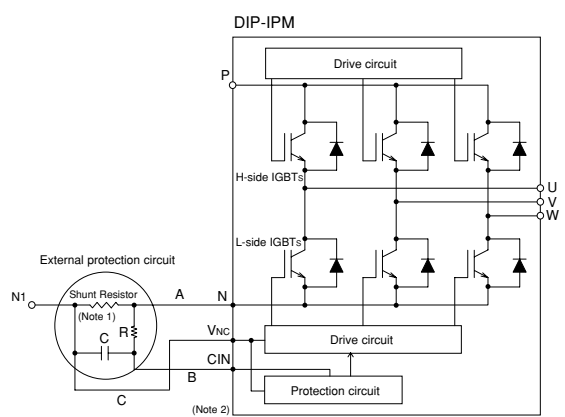 DIP-IPM
Drive circuit
P
H-side IGBTs
U
V
W
L-side IGBTs
External protection circuit
N1
Shunt Resistor
A
N
(Note 1)
R
VNC
Drive circuit
C
CIN
B
C
Protection circuit
(Note 2)